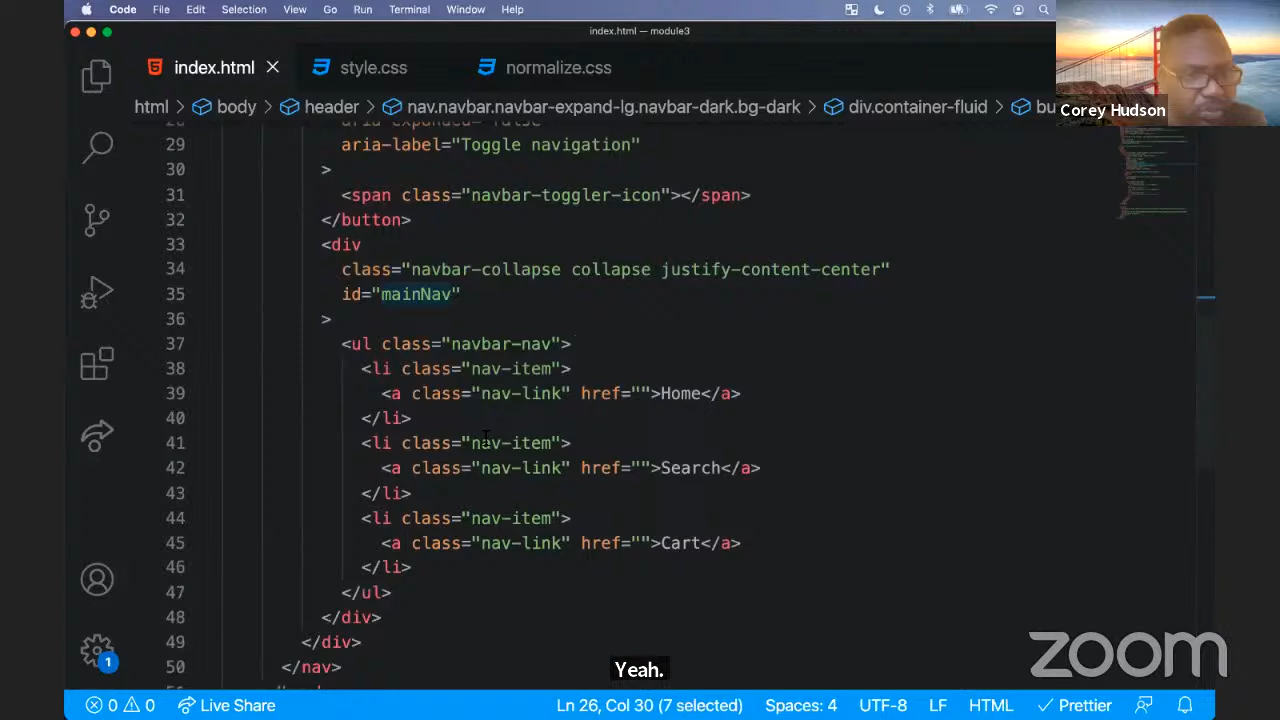 Code File Edit Selection View Go Run Terminal Window Help
index.html — module3
index.html style.css normalize.css
Corey Hudson
html > body > header > nav.navbar.navbar-expand-lg.navbar-dark.bg-dark > div.container-fluid >
29 aria-label="Toggle navigation"
30 >
31 <span class="navbar-toggler-icon"></span>
32 </button>
33 <div
34 class="navbar-collapse collapse justify-content-center"
35 id="mainNav"
36 >
37 <ul class="navbar-nav">
38 <li class="nav-item">
39 <a class="nav-link" href="">Home</a>
40 </li>
41 <li class="nav-item">
42 <a class="nav-link" href="">Search</a>
43 </li>
44 <li class="nav-item">
45 <a class="nav-link" href="">Cart</a>
46 </li>
47 </ul>
48 </div>
49 </div>
50 </nav>
zoom
Yeah.
1
0 0 Live Share Ln 26, Col 30 (7 selected) Spaces: 4 UTF-8 LF HTML Prettier